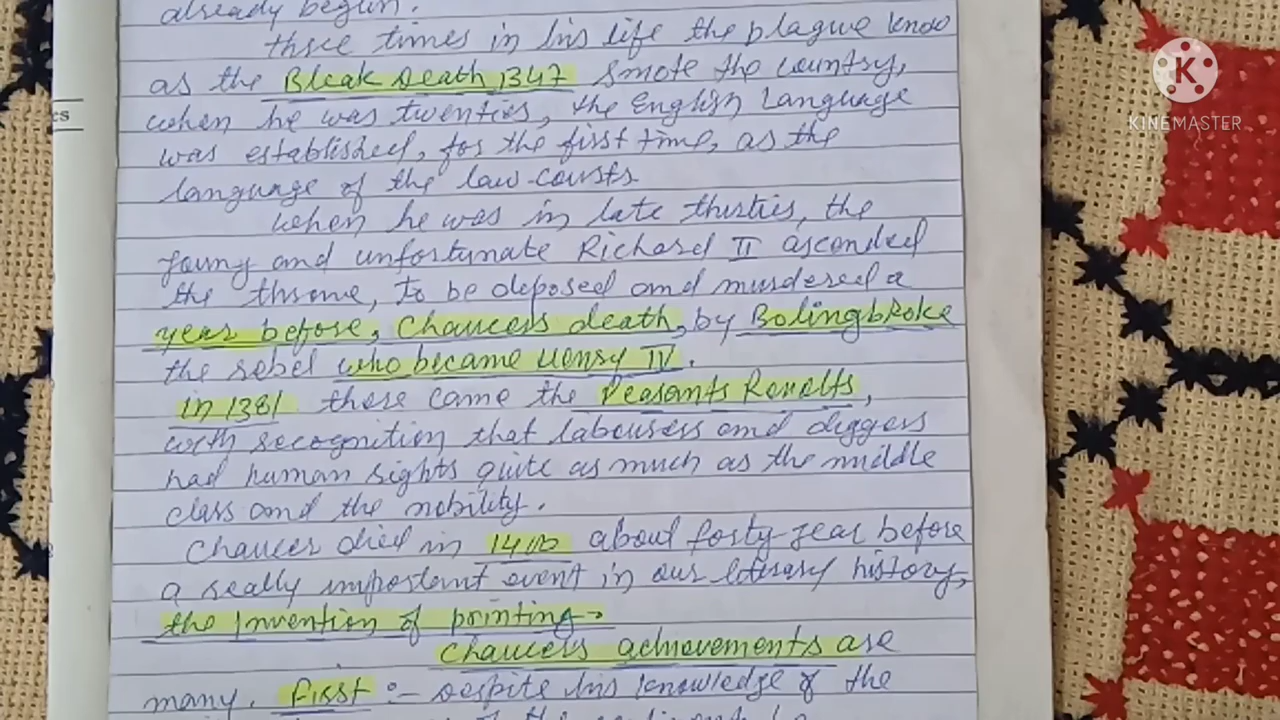 already begun.
three times in his life the plague know
as the Bleak Death 1347 smote the country,
when he was twenties, the English Language
was established, for the first time, as the
language of the law-courts
when he was in late thirties, the
young and unfortunate Richard II ascended
the throne, to be deposed and murdered a
year before, Chaucer's death, by Bolingbroke
the rebel who became Henry IV.
in 1381 there came the Peasants Revolts,
with recognition that labourers and diggers
had human rights quite as much as the middle
class and the nobility.
Chaucer died in 1400 about forty-year before
a really important event in our literary history,
the Invention of printing
Chaucer's achievements are
many. First :- Despite his knowledge of the
of the
es
K
KINEMASTER